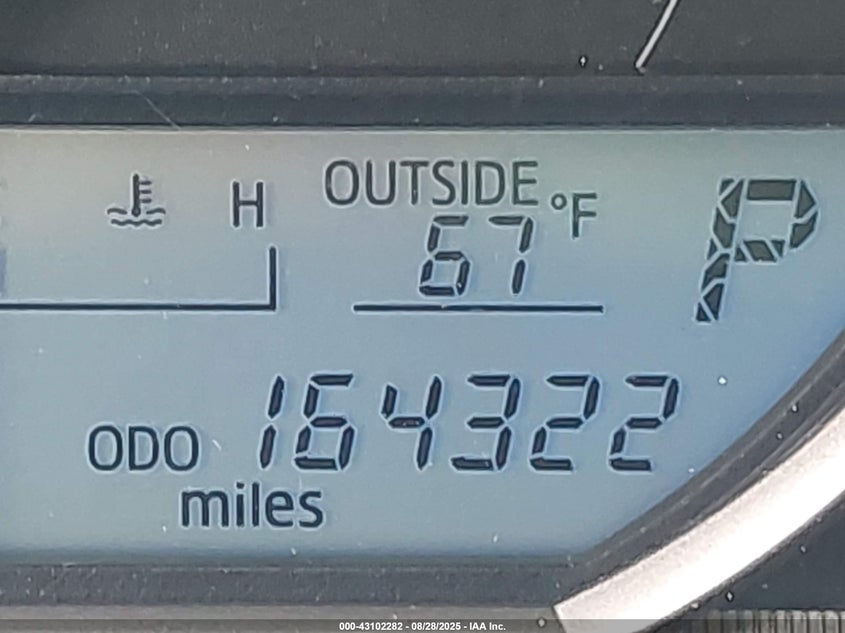 H
OUTSIDE
67 °F
P
ODO 164322
miles
000-43102282 - 08/28/2025 - IAA Inc.